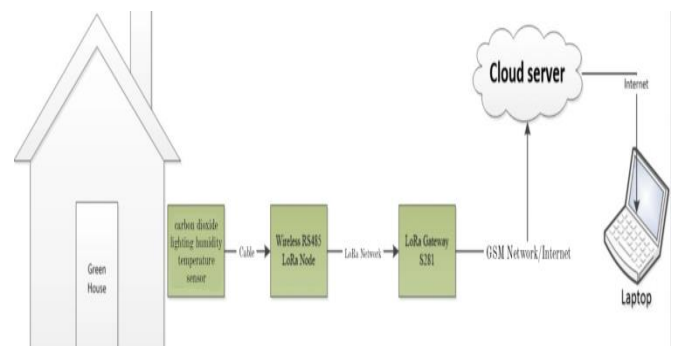 Green
House
carbon dioxide
lighting humidity
temperature
sensor
Cable
Wireless RS485
LoRa Node
LoRa Network
LoRa Gateway
S281
GSM Network/Internet
Cloud server
Internet
Laptop